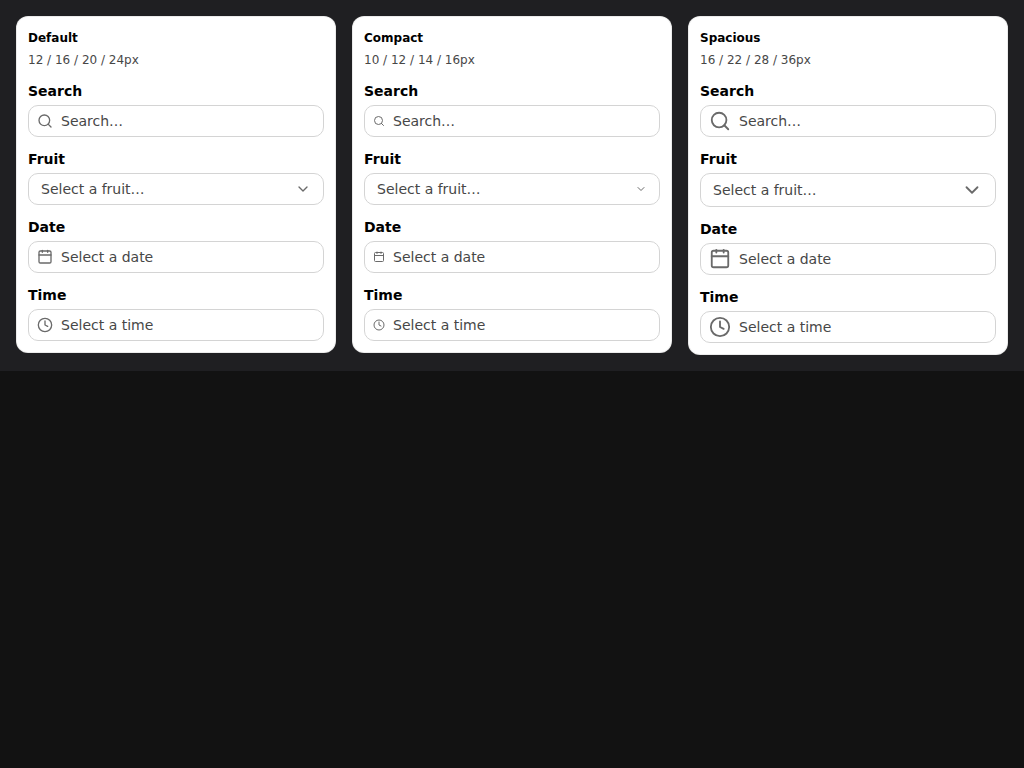 Default
12 / 16 / 20 / 24px
Search
Search…
Fruit
Select a fruit…
Date
Select a date
Time
Select a time
Compact
10 / 12 / 14 / 16px
Search
Search…
Fruit
Select a fruit…
Date
Select a date
Time
Select a time
Spacious
16 / 22 / 28 / 36px
Search
Search…
Fruit
Select a fruit…
Date
Select a date
Time
Select a time